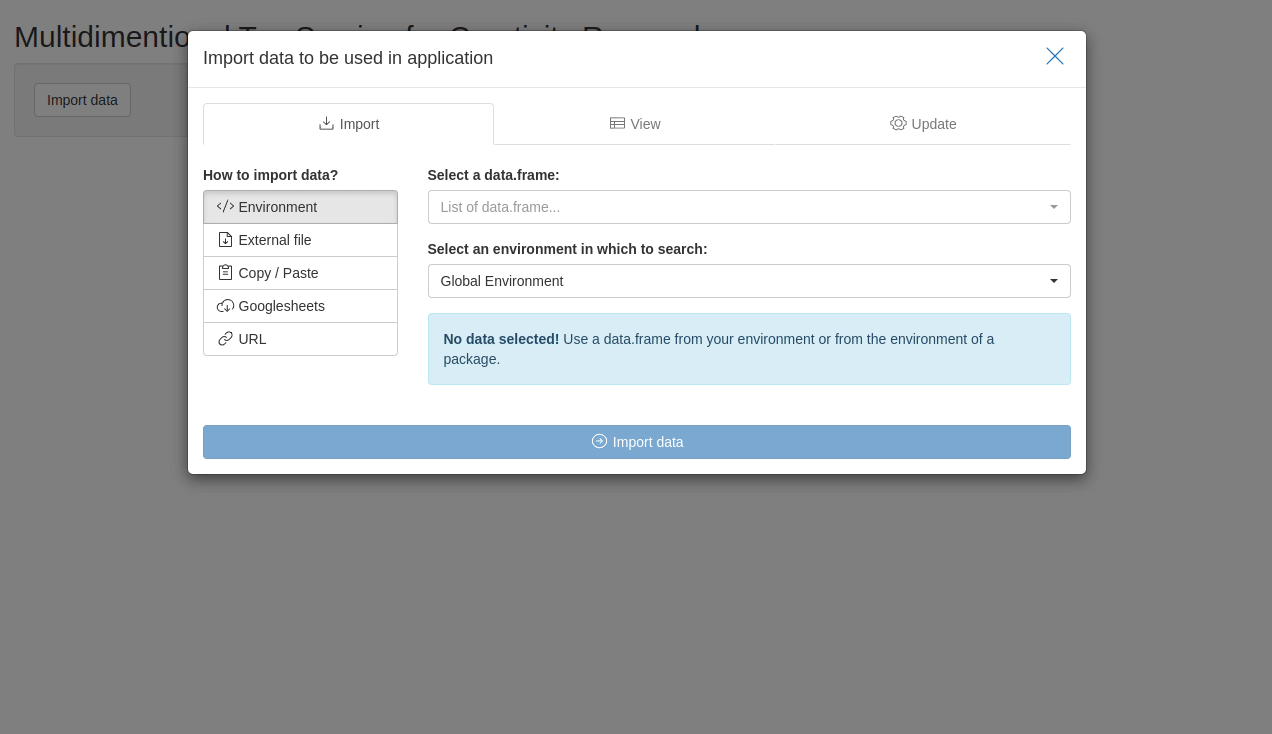 Multidimentio
Import data to be used in application
Import data
Import
View
Update
How to import data?
Environment
External file
Copy / Paste
Googlesheets
URL
Select a data.frame:
List of data.frame...
Select an environment in which to search:
Global Environment
No data selected! Use a data.frame from your environment or from the environment of a
package.
Import data